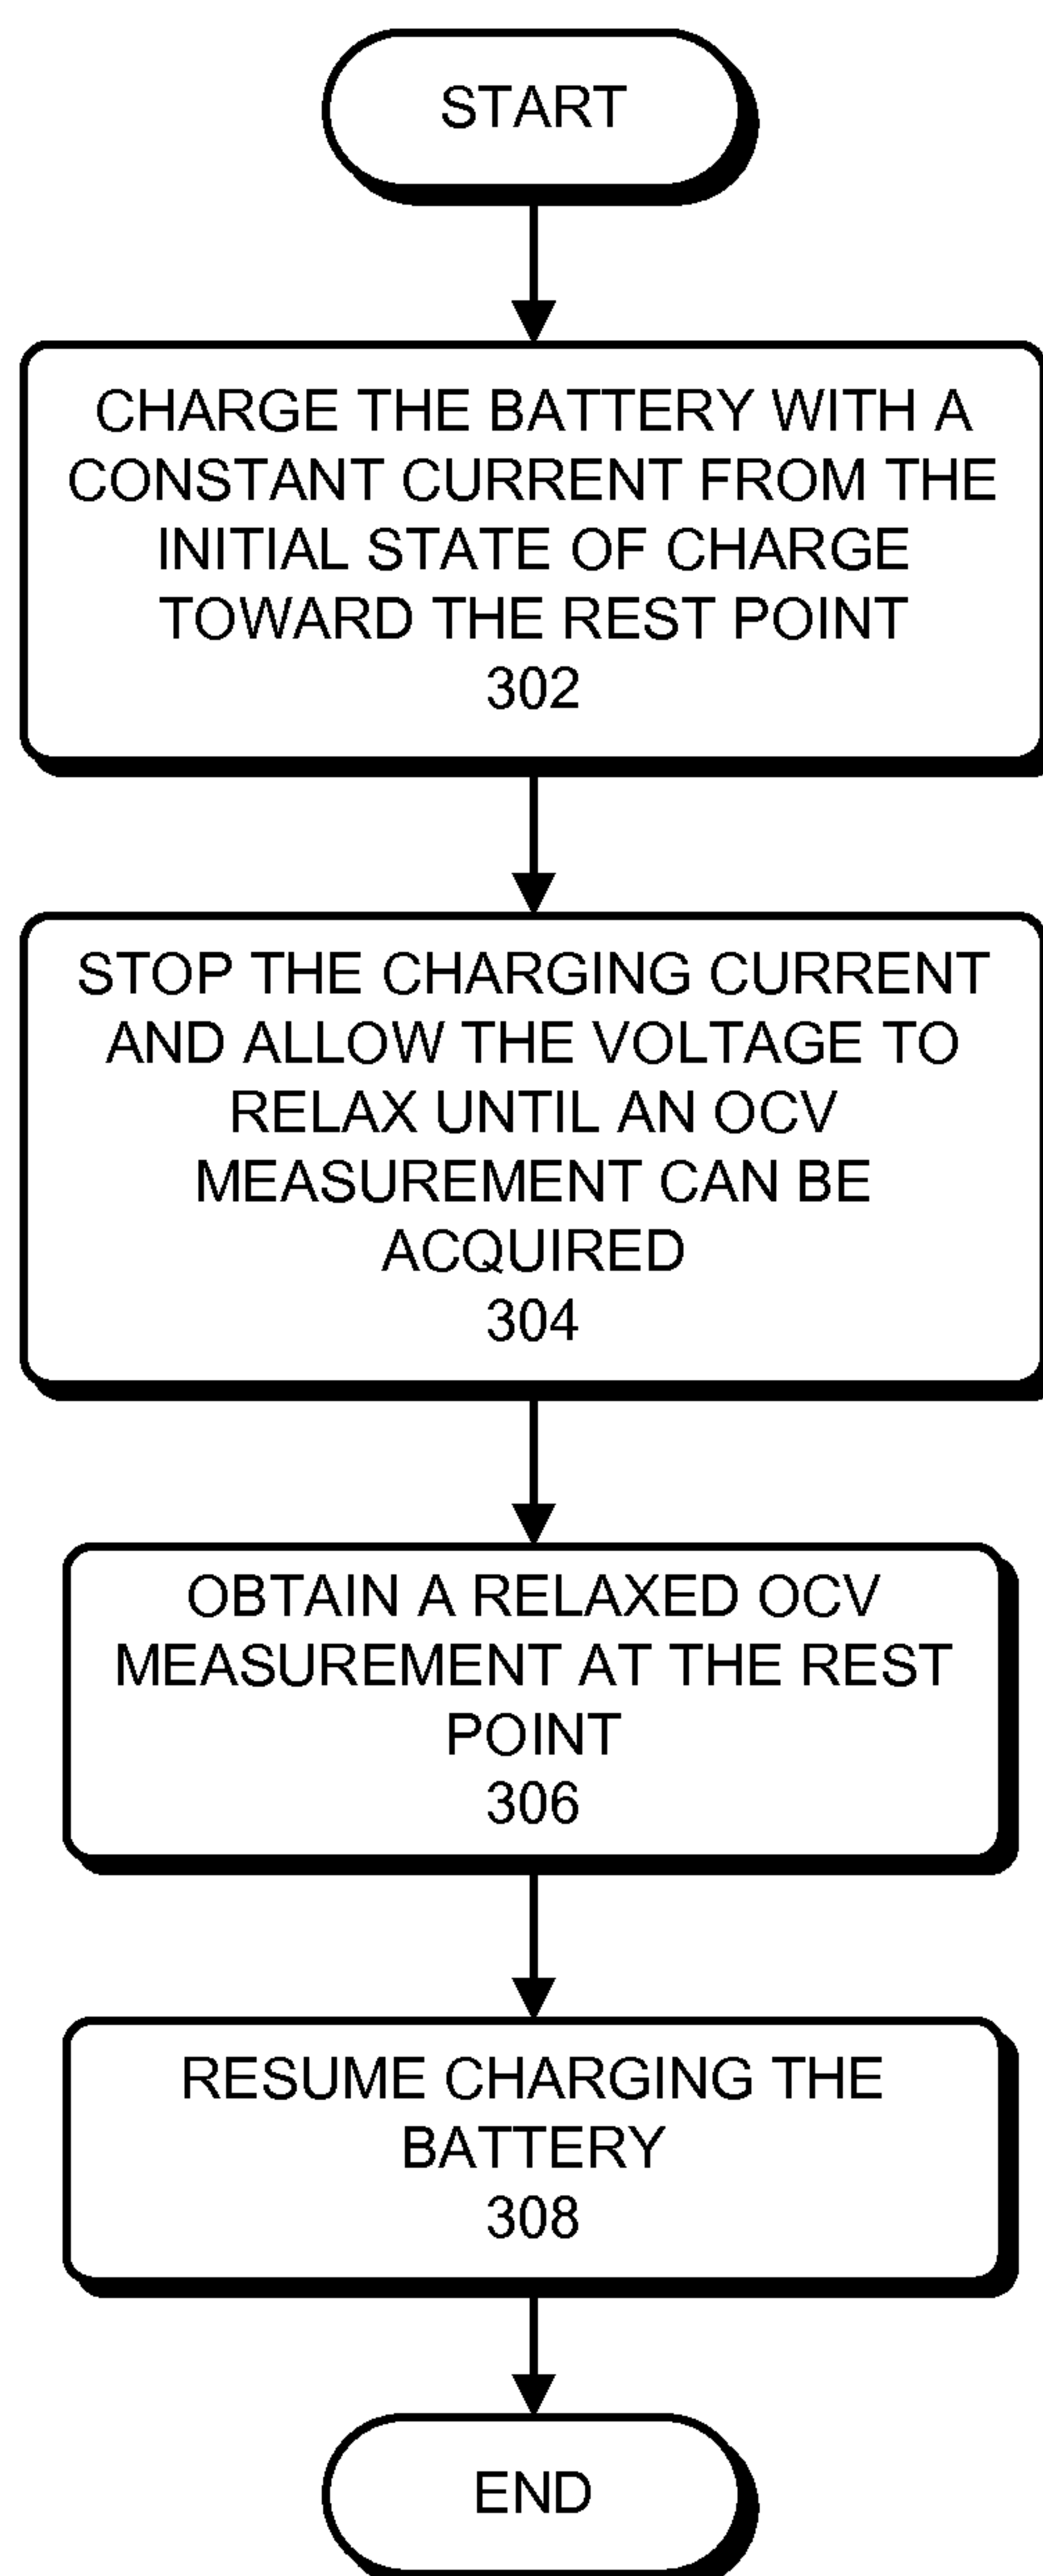 START
CHARGE THE BATTERY WITH A
CONSTANT CURRENT FROM THE
INITIAL STATE OF CHARGE
TOWARD THE REST POINT
302
STOP THE CHARGING CURRENT
AND ALLOW THE VOLTAGE TO
RELAX UNTIL AN OCV
MEASUREMENT CAN BE
ACQUIRED
304
OBTAIN A RELAXED OCV
MEASUREMENT AT THE REST
POINT
306
RESUME CHARGING THE
BATTERY
308
END